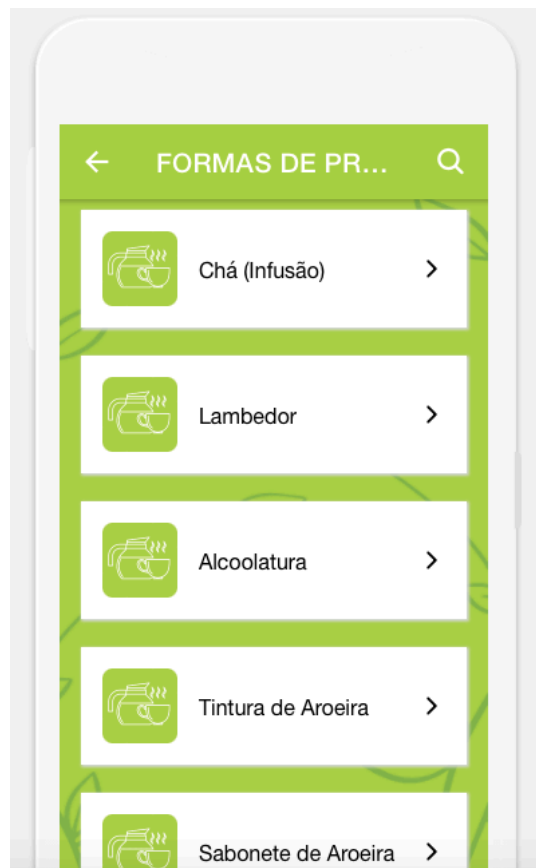 FORMAS DE PR...
Chá (Infusão)
Lambedor
Alcoolatura
Tintura de Aroeira
Sabonete de Aroeira